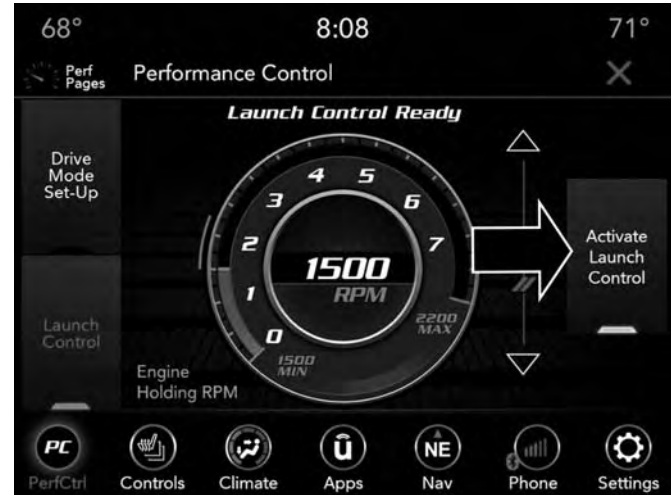 68°
8:08
71°
Perf
Pages
Performance Control
X
Launch Control Ready
Drive
Mode
Set-Up
Launch
Control
0
1
2
3
4
5
6
7
1500
RPM
1500
MIN
2200
MAX
Engine
Holding RPM
Activate
Launch
Control
PC
PerfCtrl
Controls
Climate
û
Apps
NE
Nav
Phone
Settings